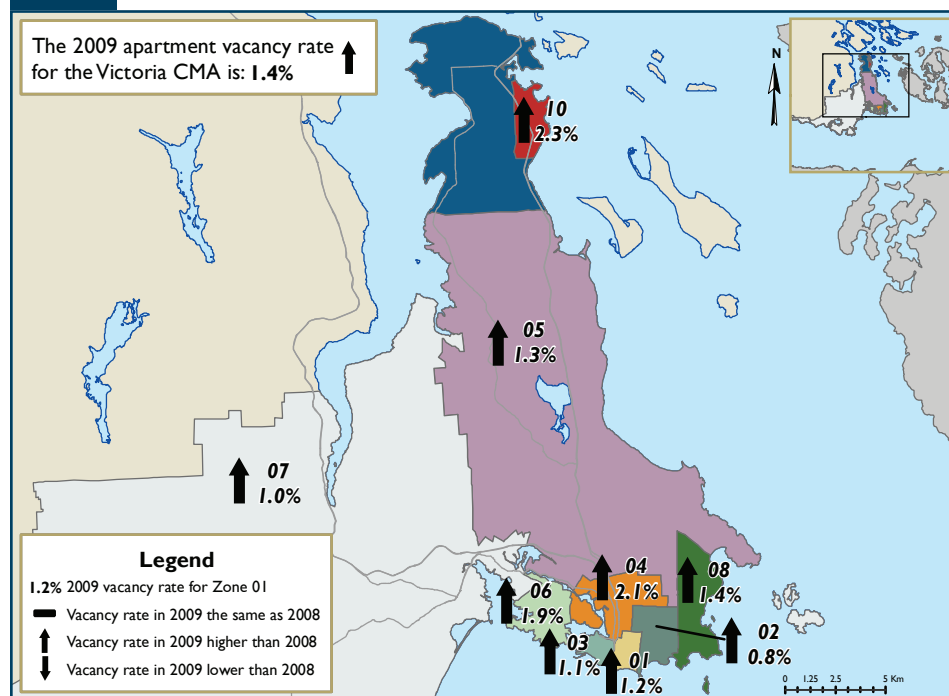 The 2009 apartment vacancy rate
for the Victoria CMA is: 1.4%
N
10
2.3%
05
1.3%
07
1.0%
04
2.1%
08
1.4%
06
1.9%
02
0.8%
03
1.1%
01
1.2%
Legend
1.2% 2009 vacancy rate for Zone 01
Vacancy rate in 2009 the same as 2008
Vacancy rate in 2009 higher than 2008
Vacancy rate in 2009 lower than 2008
0 1.25 2.5 5 Km